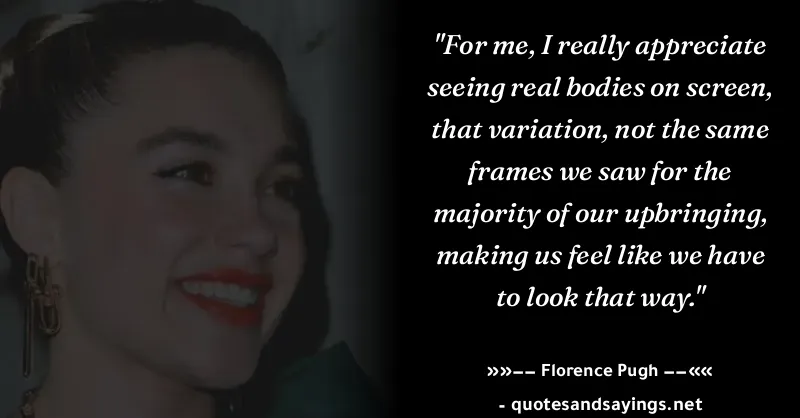 "For me, I really appreciate
seeing real bodies on screen,
that variation, not the same
frames we saw for the
majority of our upbringing,
making us feel like we have
to look that way."
»»–– Florence Pugh ––««
- quotesandsayings.net